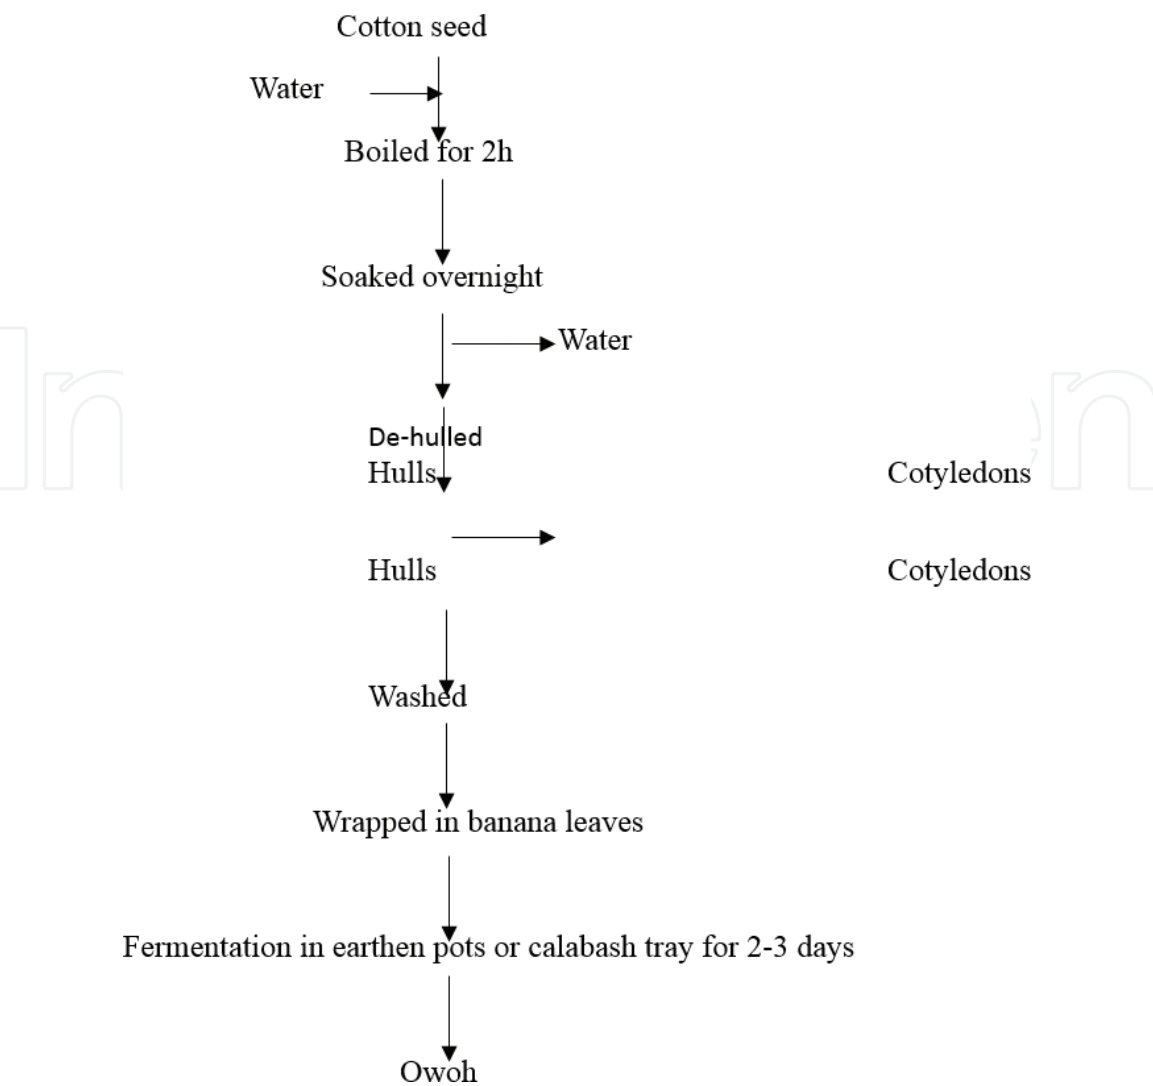 Cotton seed
Water
Boiled for 2h
Soaked overnight
Water
De-hulled
Hulls Cotyledons
Hulls Cotyledons
Washed
Wrapped in banana leaves
Fermentation in earthen pots or calabash tray for 2-3 days
Owoh